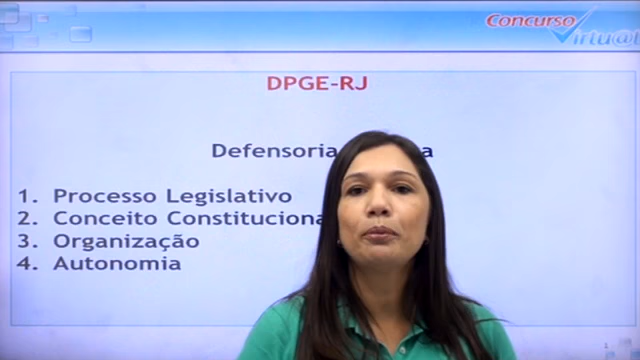 Concurso
Virtu@l
DPGE-RJ
Defensoria
1. Processo Legislativo
2. Conceito Constituciona
3. Organização
4. Autonomia